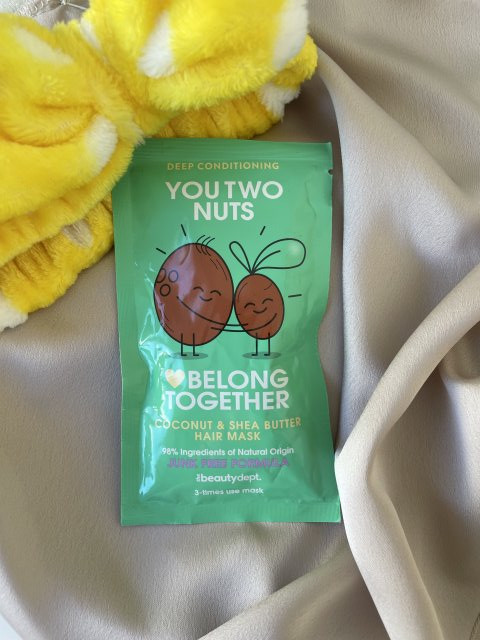 DEEP CONDITIONING
YOU TWO
NUTS
BELONG
TOGETHER
COCONUT & SHEA BUTTER
HAIR MASK
98% Ingredients of Natural Origin
JUNK FREE FORMULA
beautydept.
3-times use mask